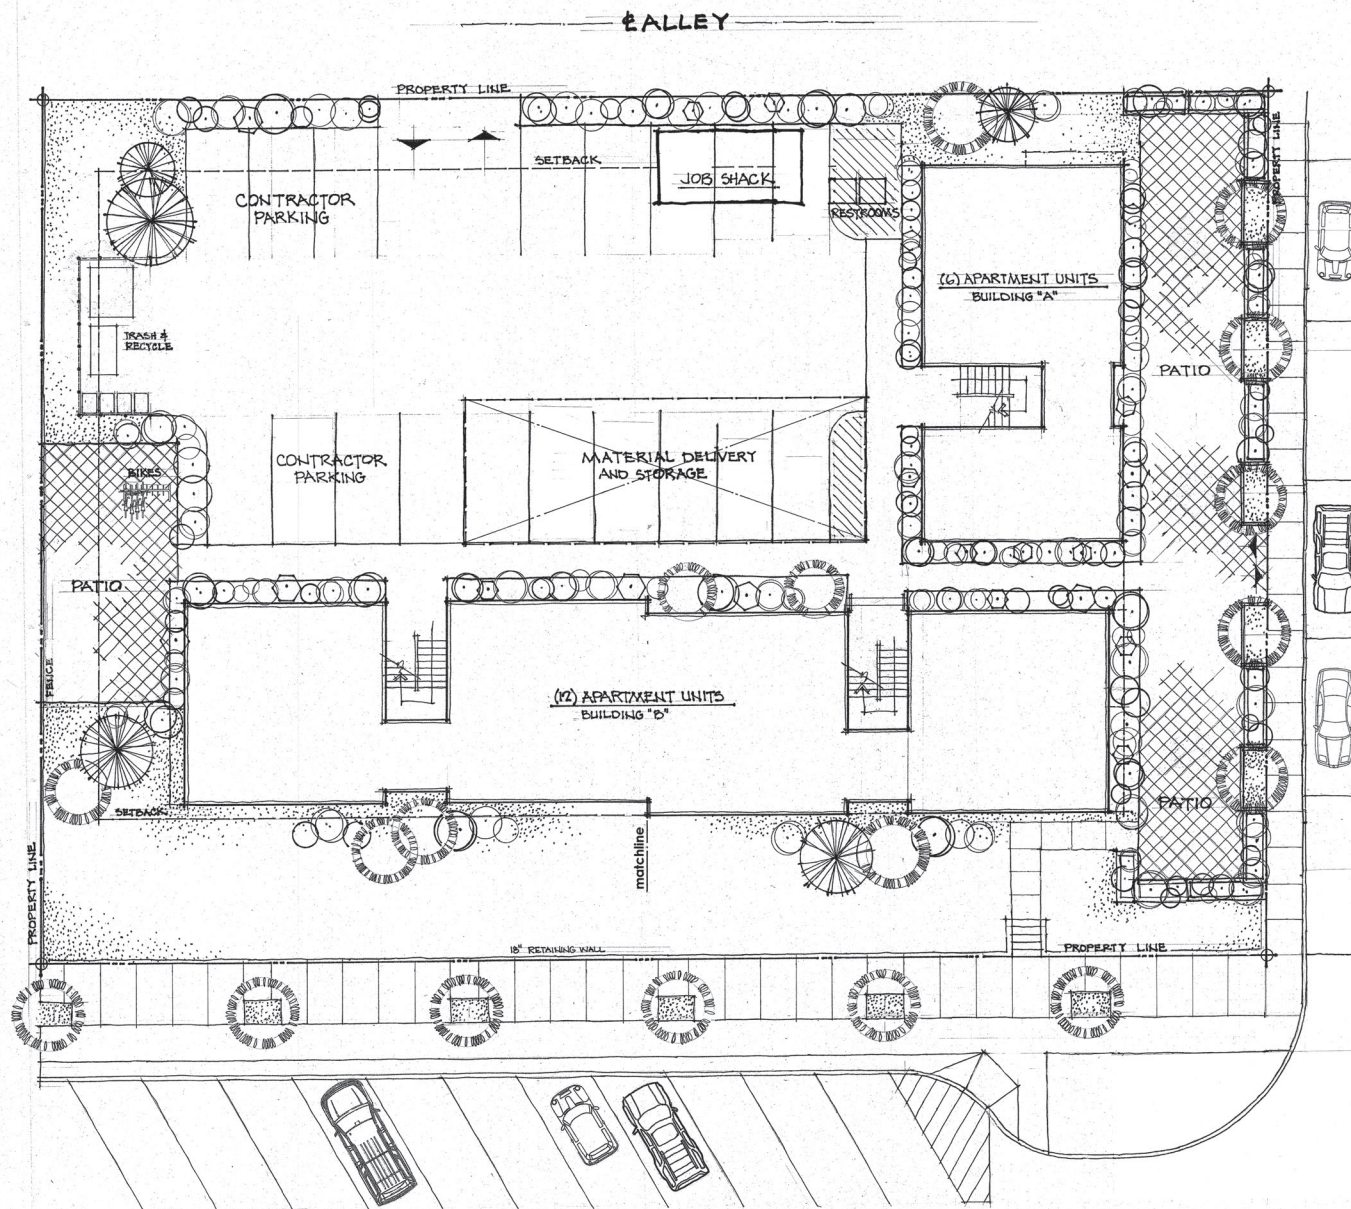 ℄ ALLEY
PROPERTY LINE
SETBACK
JOB SHACK
CONTRACTOR
PARKING
RESTROOMS
PROPERTY LINE
(6) APARTMENT UNITS
BUILDING "A"
TRASH &
RECYCLE
PATIO
CONTRACTOR
PARKING
MATERIAL DELIVERY
AND STORAGE
BIKES
PATIO
FENCE
(12) APARTMENT UNITS
BUILDING "B"
PATIO
SETBACK
matchline
PROPERTY LINE
18" RETAINING WALL
PROPERTY LINE